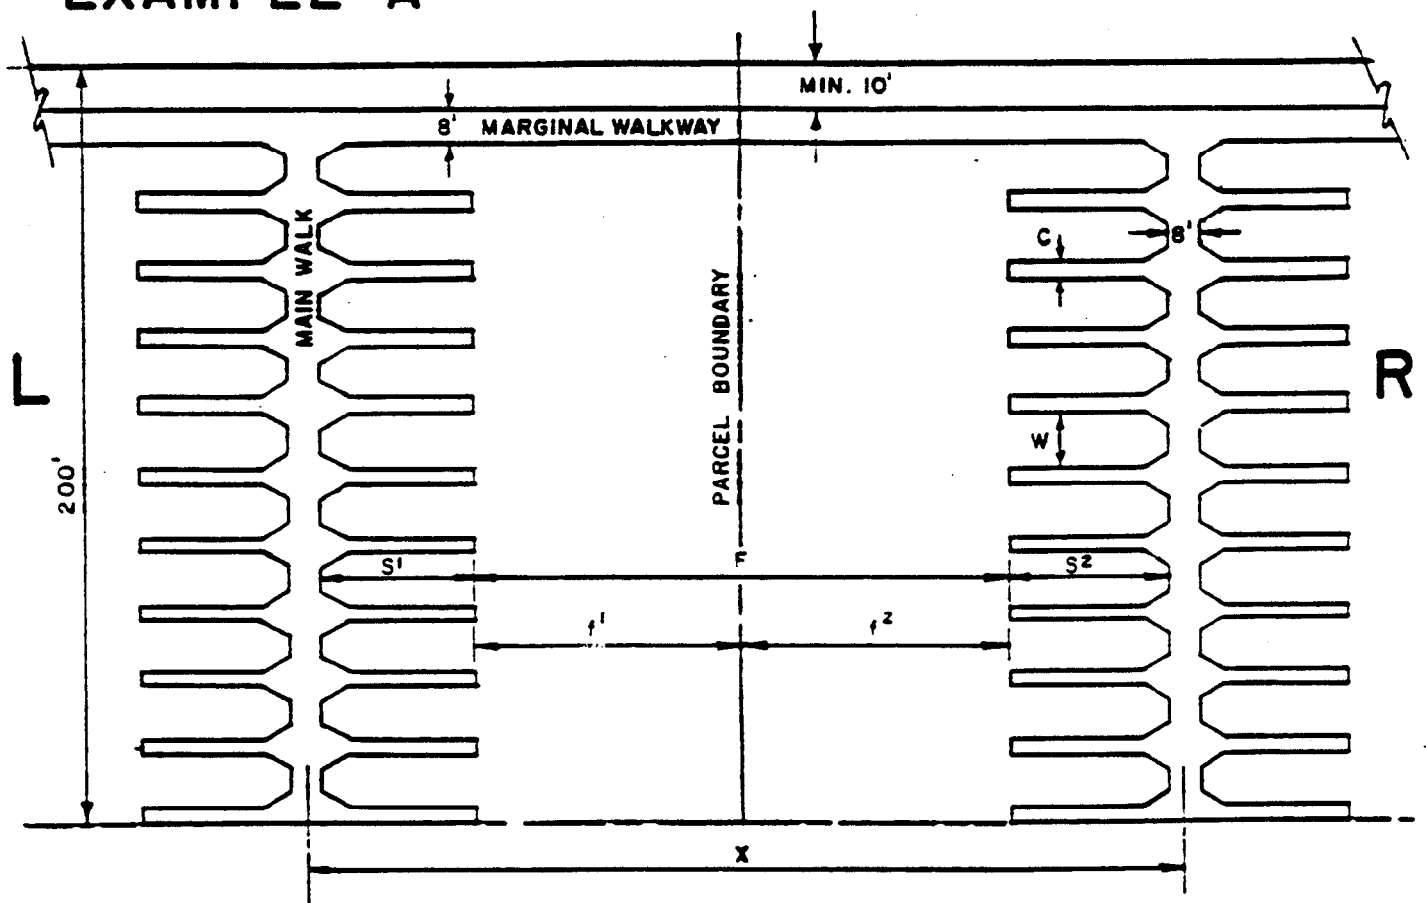 EXAMPLE A
MIN. 10'
8' MARGINAL WALKWAY
MAIN WALK
C
8'
L
R
PARCEL BOUNDARY
W
200'
S¹
F
S²
f¹
f²
X